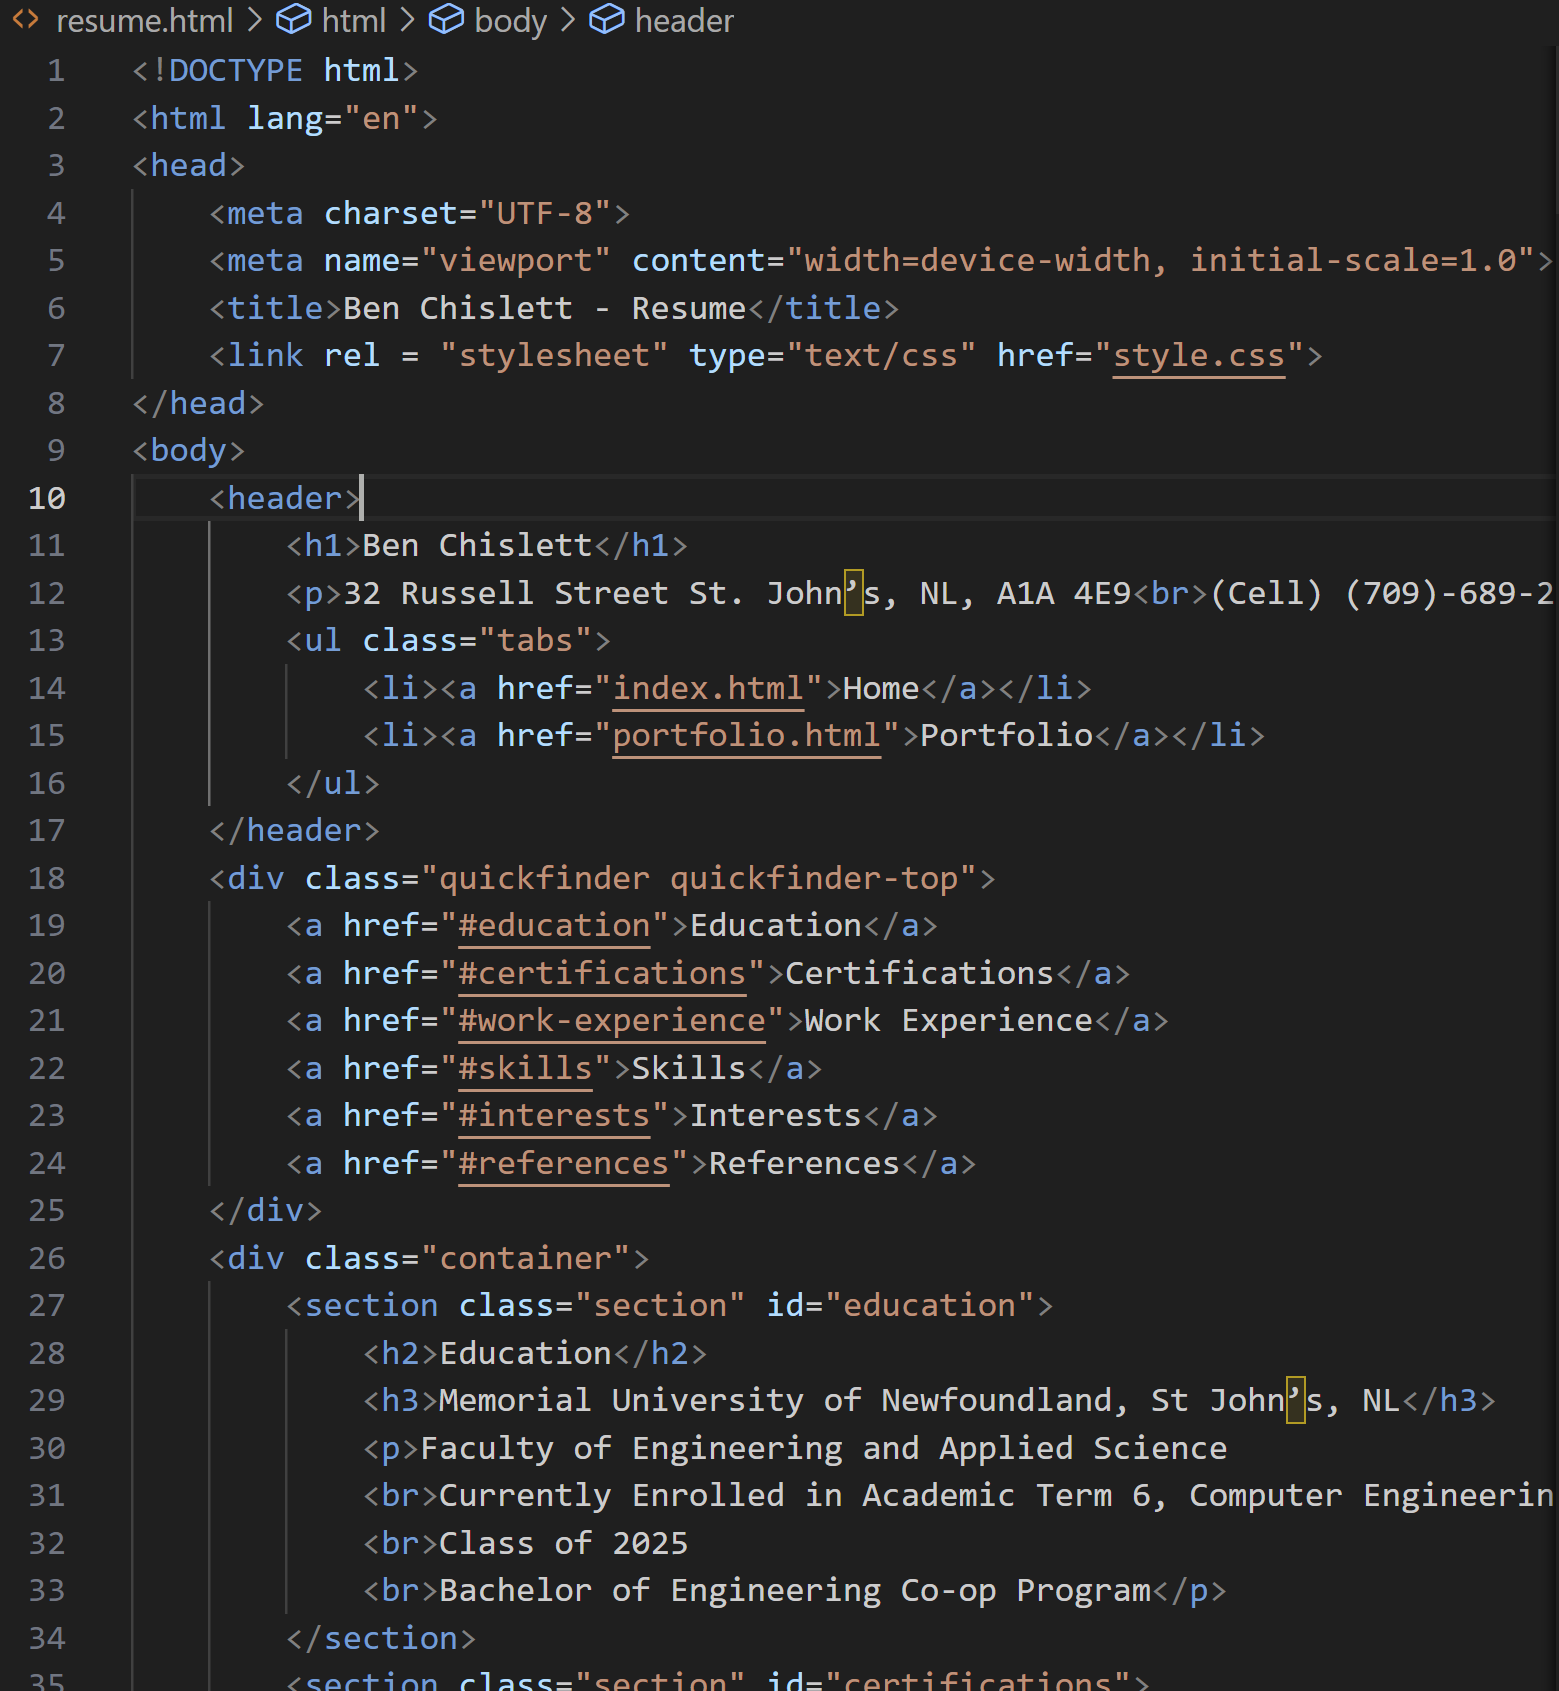 resume.html > html > body > header
1 <!DOCTYPE html>
2 <html lang="en">
3 <head>
4 <meta charset="UTF-8">
5 <meta name="viewport" content="width=device-width, initial-scale=1.0">
6 <title>Ben Chislett - Resume</title>
7 <link rel = "stylesheet" type="text/css" href="style.css">
8 </head>
9 <body>
10 <header>
11 <h1>Ben Chislett</h1>
12 <p>32 Russell Street St. John’s, NL, A1A 4E9<br>(Cell) (709)-689-2
13 <ul class="tabs">
14 <li><a href="index.html">Home</a></li>
15 <li><a href="portfolio.html">Portfolio</a></li>
16 </ul>
17 </header>
18 <div class="quickfinder quickfinder-top">
19 <a href="#education">Education</a>
20 <a href="#certifications">Certifications</a>
21 <a href="#work-experience">Work Experience</a>
22 <a href="#skills">Skills</a>
23 <a href="#interests">Interests</a>
24 <a href="#references">References</a>
25 </div>
26 <div class="container">
27 <section class="section" id="education">
28 <h2>Education</h2>
29 <h3>Memorial University of Newfoundland, St John’s, NL</h3>
30 <p>Faculty of Engineering and Applied Science
31 <br>Currently Enrolled in Academic Term 6, Computer Engineerin
32 <br>Class of 2025
33 <br>Bachelor of Engineering Co-op Program</p>
34 </section>
35 <section class="section" id="certifications">